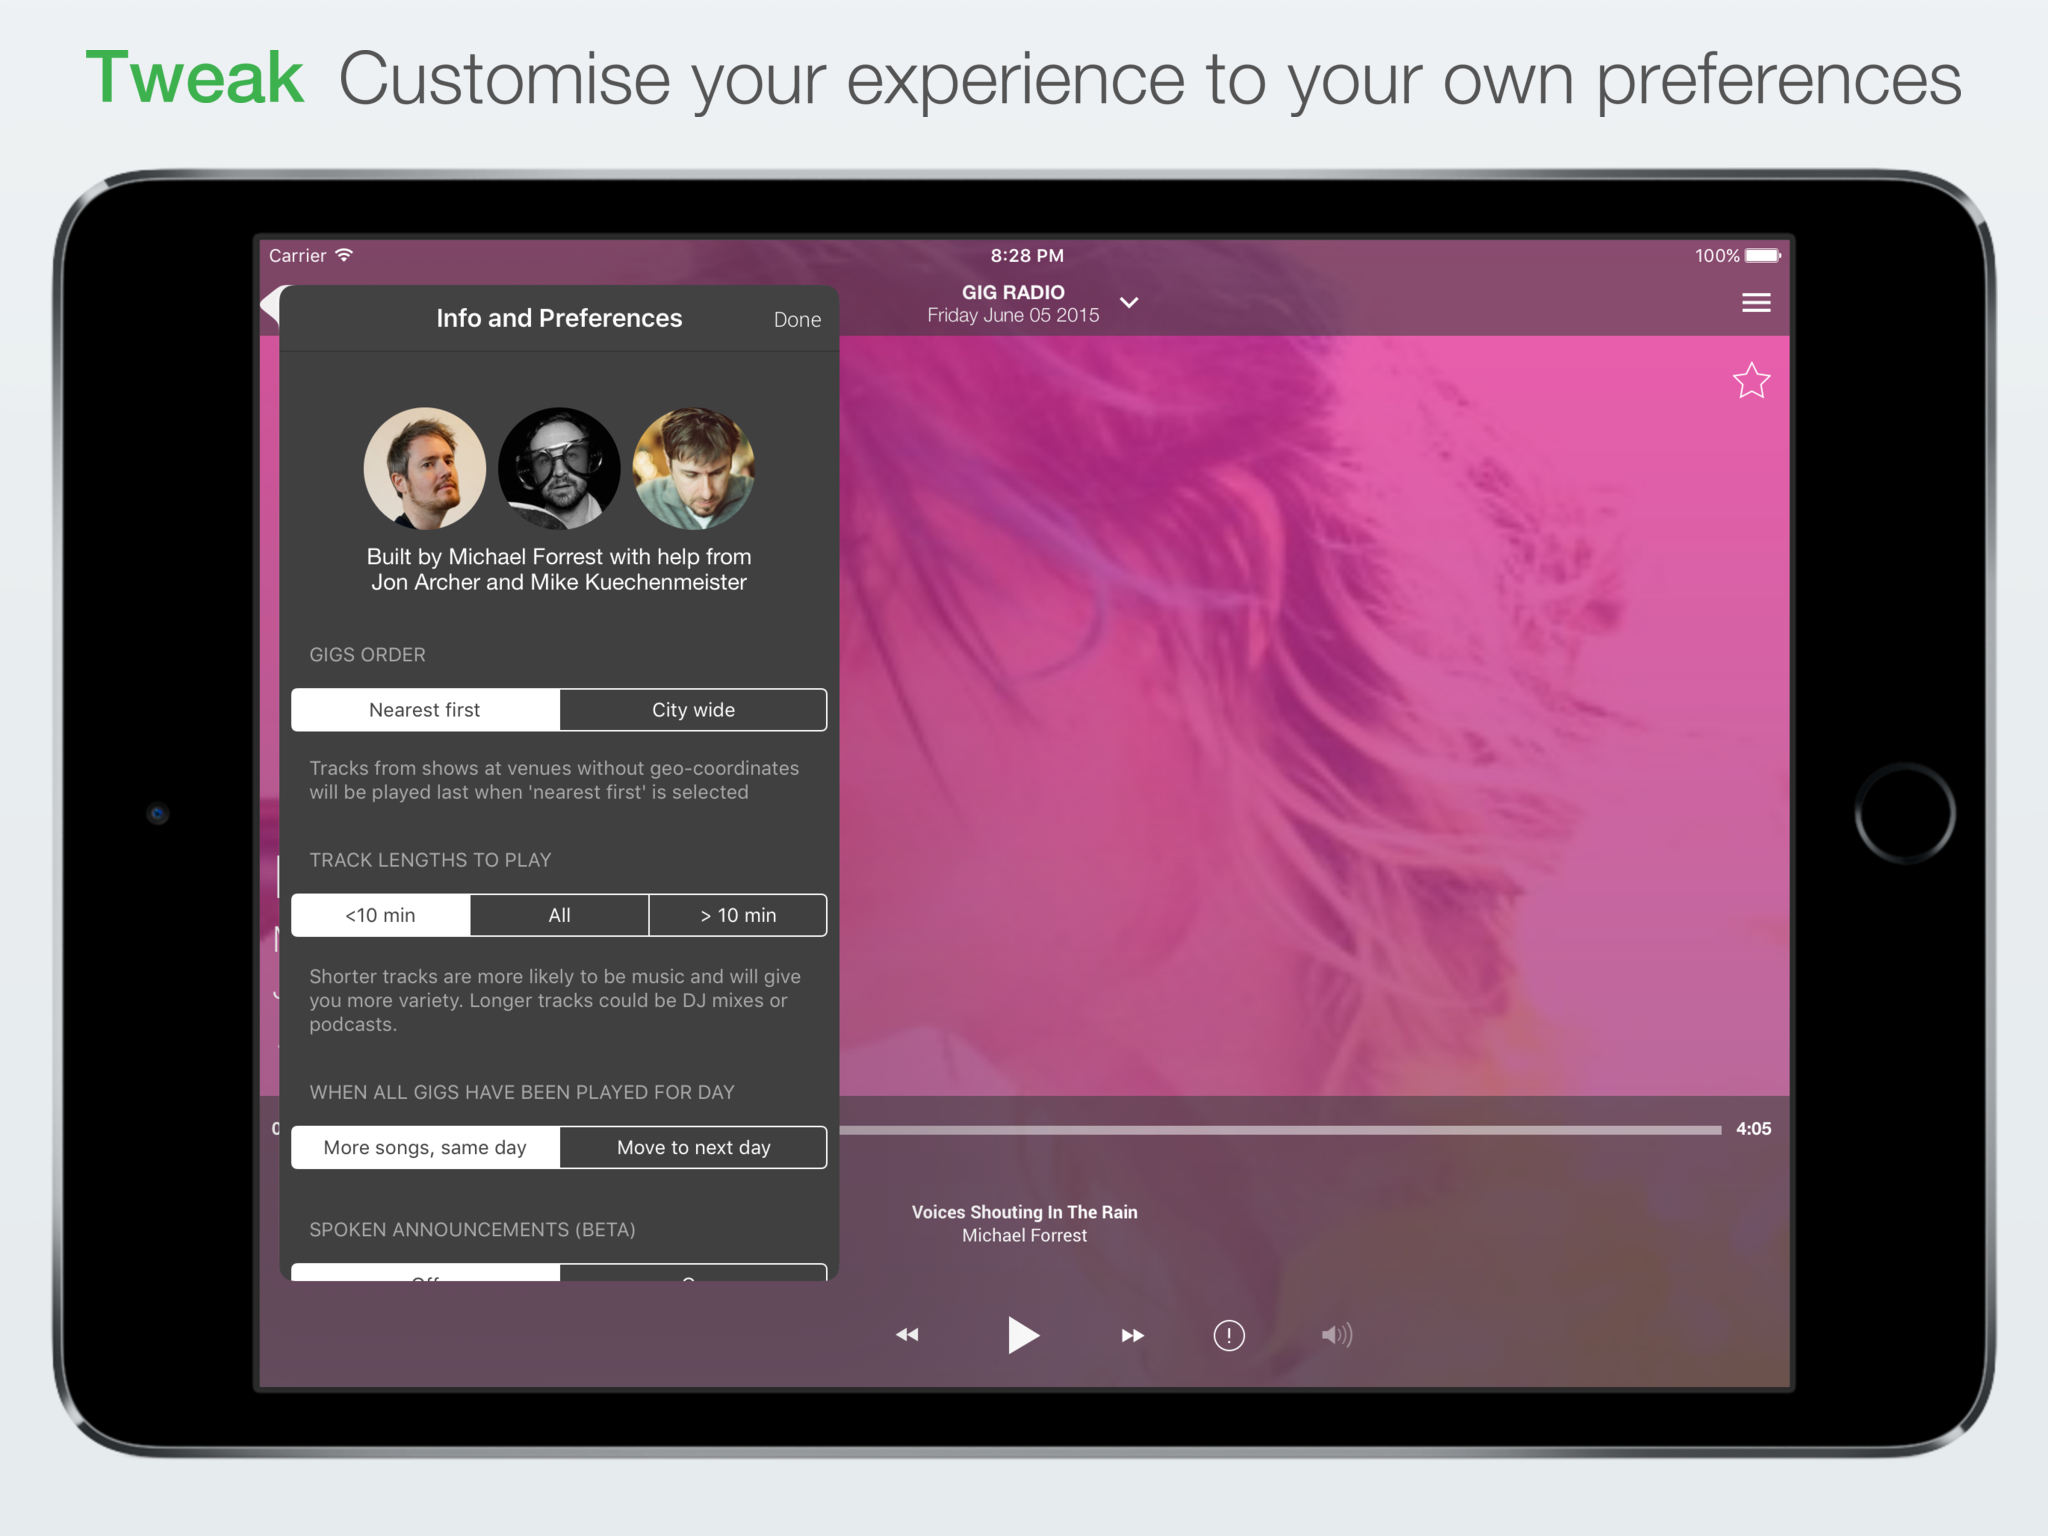 Tweak Customise your experience to your own preferences
Carrier
8:28 PM
100%
GIG RADIO
Friday June 05 2015
Info and Preferences
Done
Built by Michael Forrest with help from
Jon Archer and Mike Kuechenmeister
GIGS ORDER
Nearest first
City wide
Tracks from shows at venues without geo-coordinates
will be played last when 'nearest first' is selected
TRACK LENGTHS TO PLAY
<10 min
All
> 10 min
Shorter tracks are more likely to be music and will give
you more variety. Longer tracks could be DJ mixes or
podcasts.
WHEN ALL GIGS HAVE BEEN PLAYED FOR DAY
More songs, same day
Move to next day
4:05
SPOKEN ANNOUNCEMENTS (BETA)
Voices Shouting In The Rain
Michael Forrest